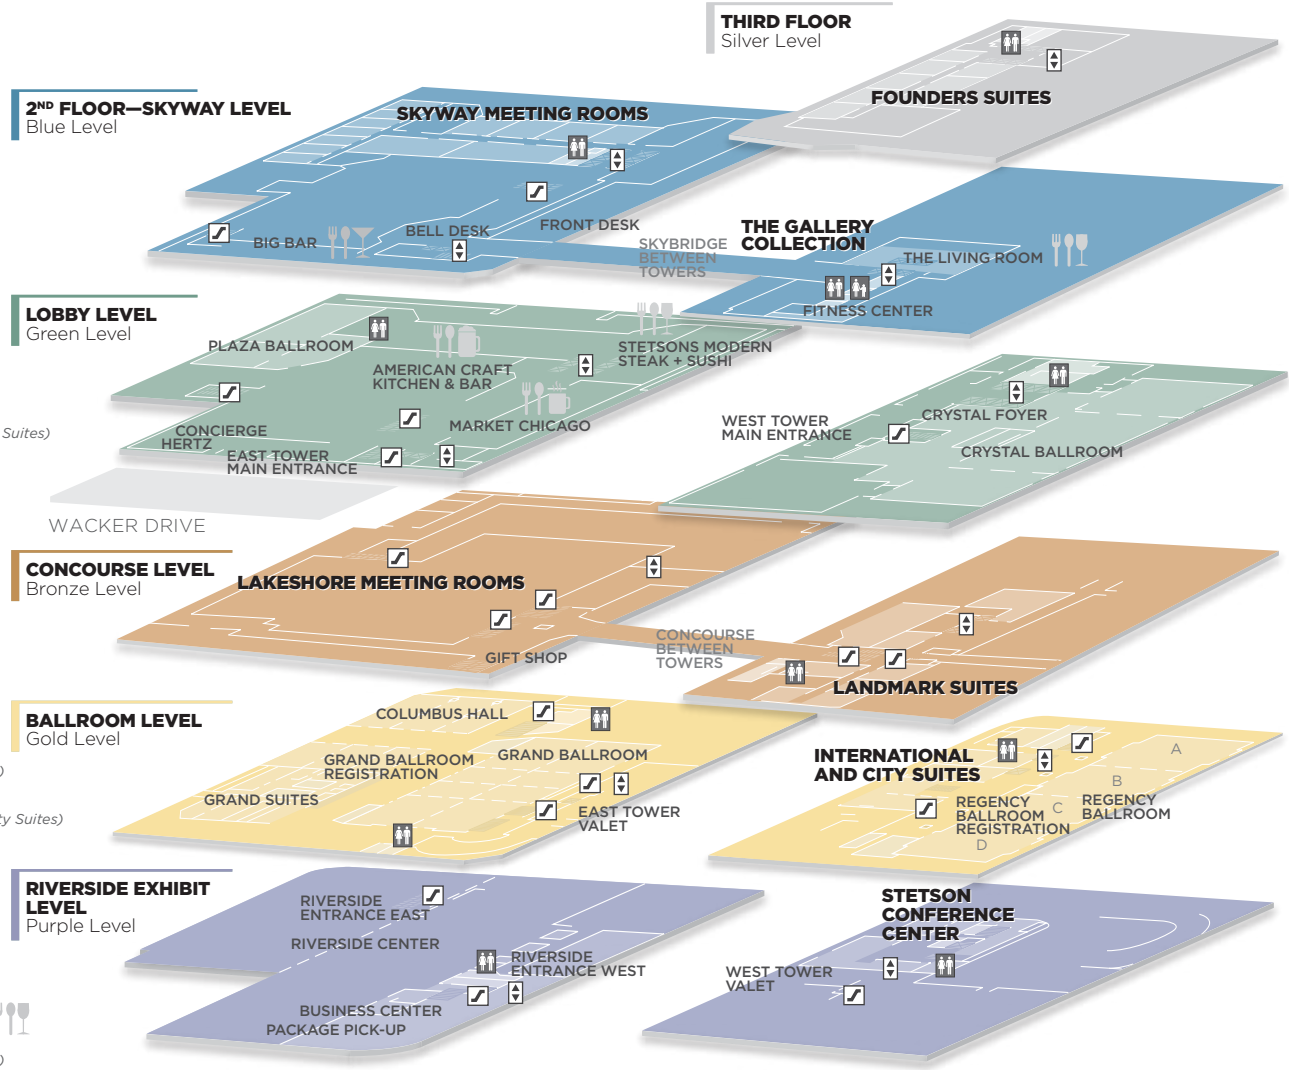 THIRD FLOOR
Silver Level
FOUNDERS SUITES
2ND FLOOR—SKYWAY LEVEL
Blue Level
SKYWAY MEETING ROOMS
FRONT DESK
BELL DESK
BIG BAR
SKYBRIDGE
BETWEEN
TOWERS
THE GALLERY
COLLECTION
THE LIVING ROOM
FITNESS CENTER
LOBBY LEVEL
Green Level
PLAZA BALLROOM
AMERICAN CRAFT
KITCHEN & BAR
STETSONS MODERN
STEAK + SUSHI
MARKET CHICAGO
CONCIERGE
HERTZ
EAST TOWER
MAIN ENTRANCE
WEST TOWER
MAIN ENTRANCE
CRYSTAL FOYER
CRYSTAL BALLROOM
Suites)
WACKER DRIVE
CONCOURSE LEVEL
Bronze Level
LAKESHORE MEETING ROOMS
GIFT SHOP
CONCOURSE
BETWEEN
TOWERS
LANDMARK SUITES
BALLROOM LEVEL
Gold Level
)
COLUMBUS HALL
GRAND BALLROOM
REGISTRATION
GRAND BALLROOM
GRAND SUITES
EAST TOWER
VALET
INTERNATIONAL
AND CITY SUITES
A
B
C
D
REGENCY
BALLROOM
REGISTRATION
REGENCY
BALLROOM
ty Suites)
RIVERSIDE EXHIBIT
LEVEL
Purple Level
RIVERSIDE
ENTRANCE EAST
RIVERSIDE CENTER
RIVERSIDE
ENTRANCE WEST
BUSINESS CENTER
PACKAGE PICK-UP
STETSON
CONFERENCE
CENTER
WEST TOWER
VALET
)